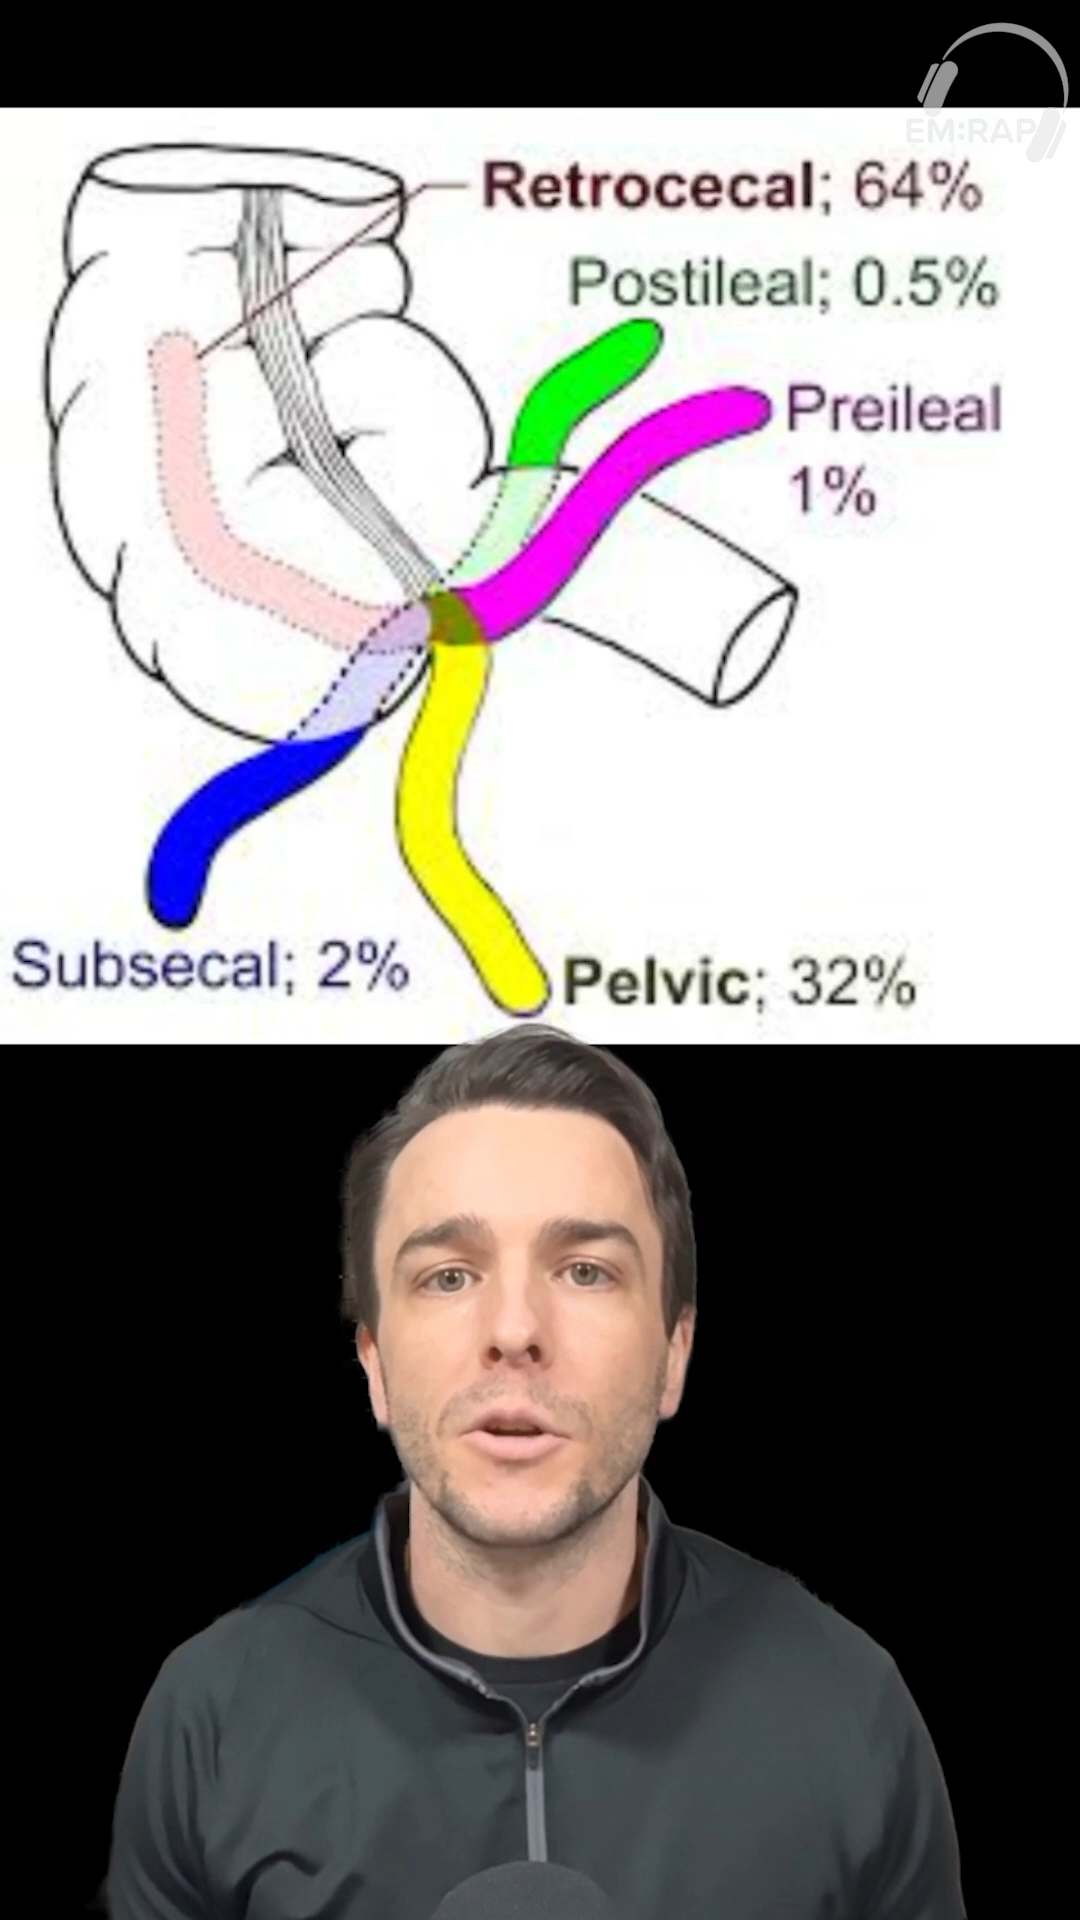 EM:RAP
Retrocecal; 64%
Postileal; 0.5%
Preileal
1%
Subsecal; 2%
Pelvic; 32%